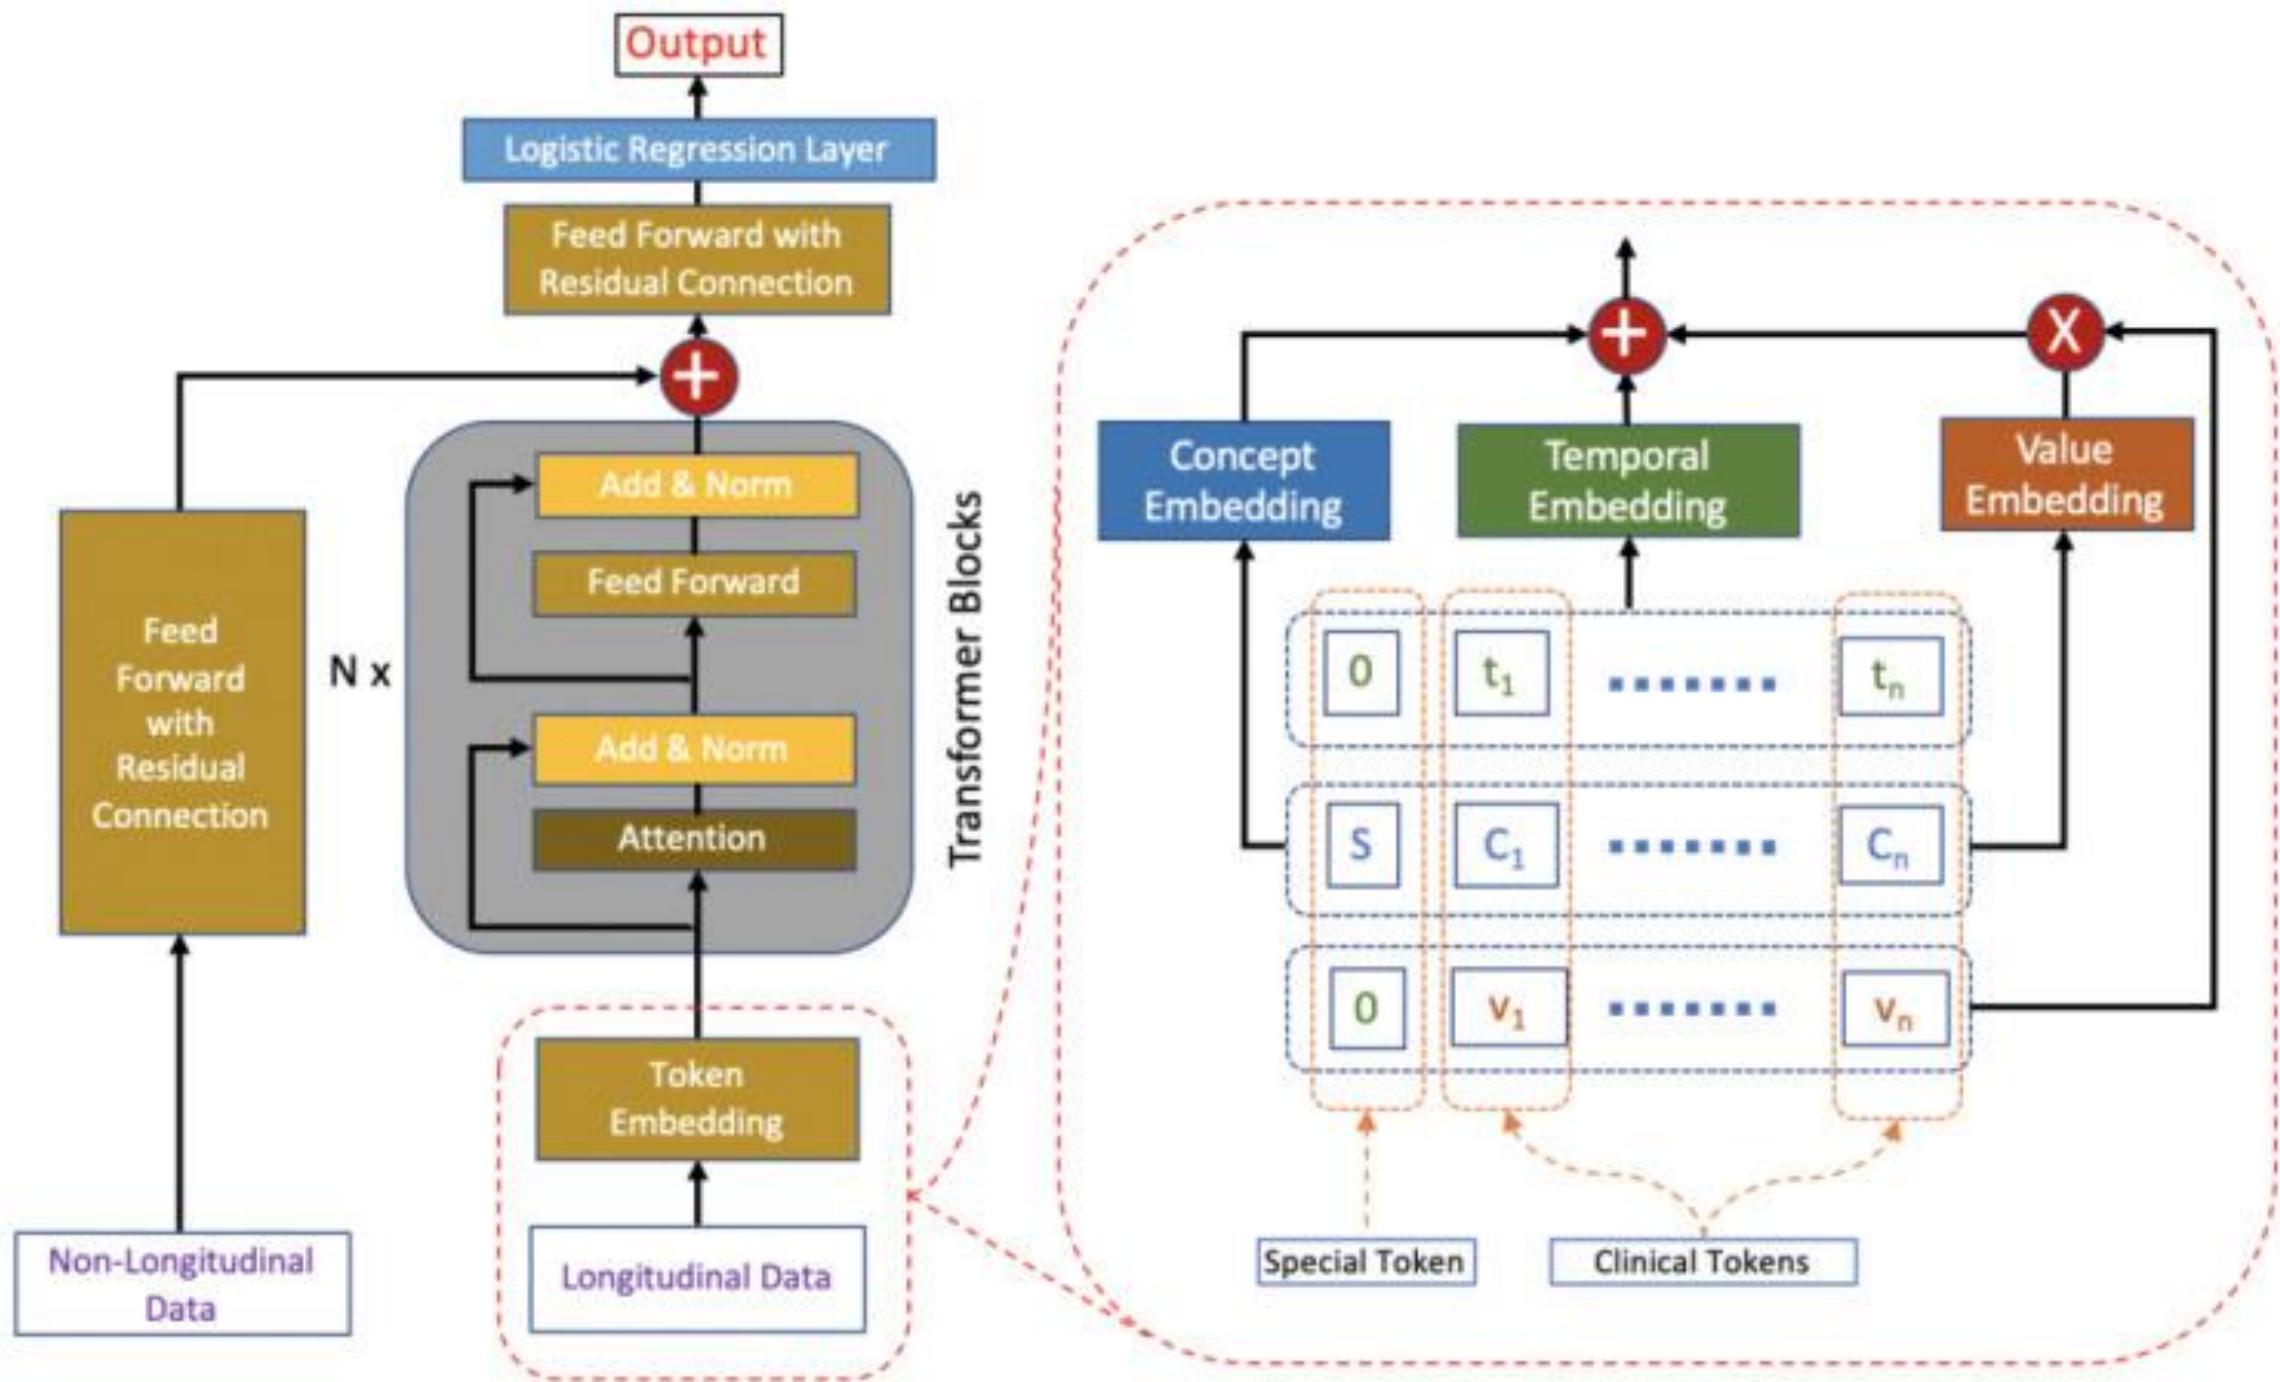 Output
Logistic Regression Layer
Feed Forward with
Residual Connection
+
Add & Norm
Feed Forward
Add & Norm
Attention
N x
Transformer Blocks
Feed
Forward
with
Residual
Connection
Token
Embedding
Non-Longitudinal
Data
Longitudinal Data
+
X
Concept
Embedding
Temporal
Embedding
Value
Embedding
0 t₁ ....... tₙ
S C₁ ....... Cₙ
0 v₁ ....... vₙ
Special Token
Clinical Tokens